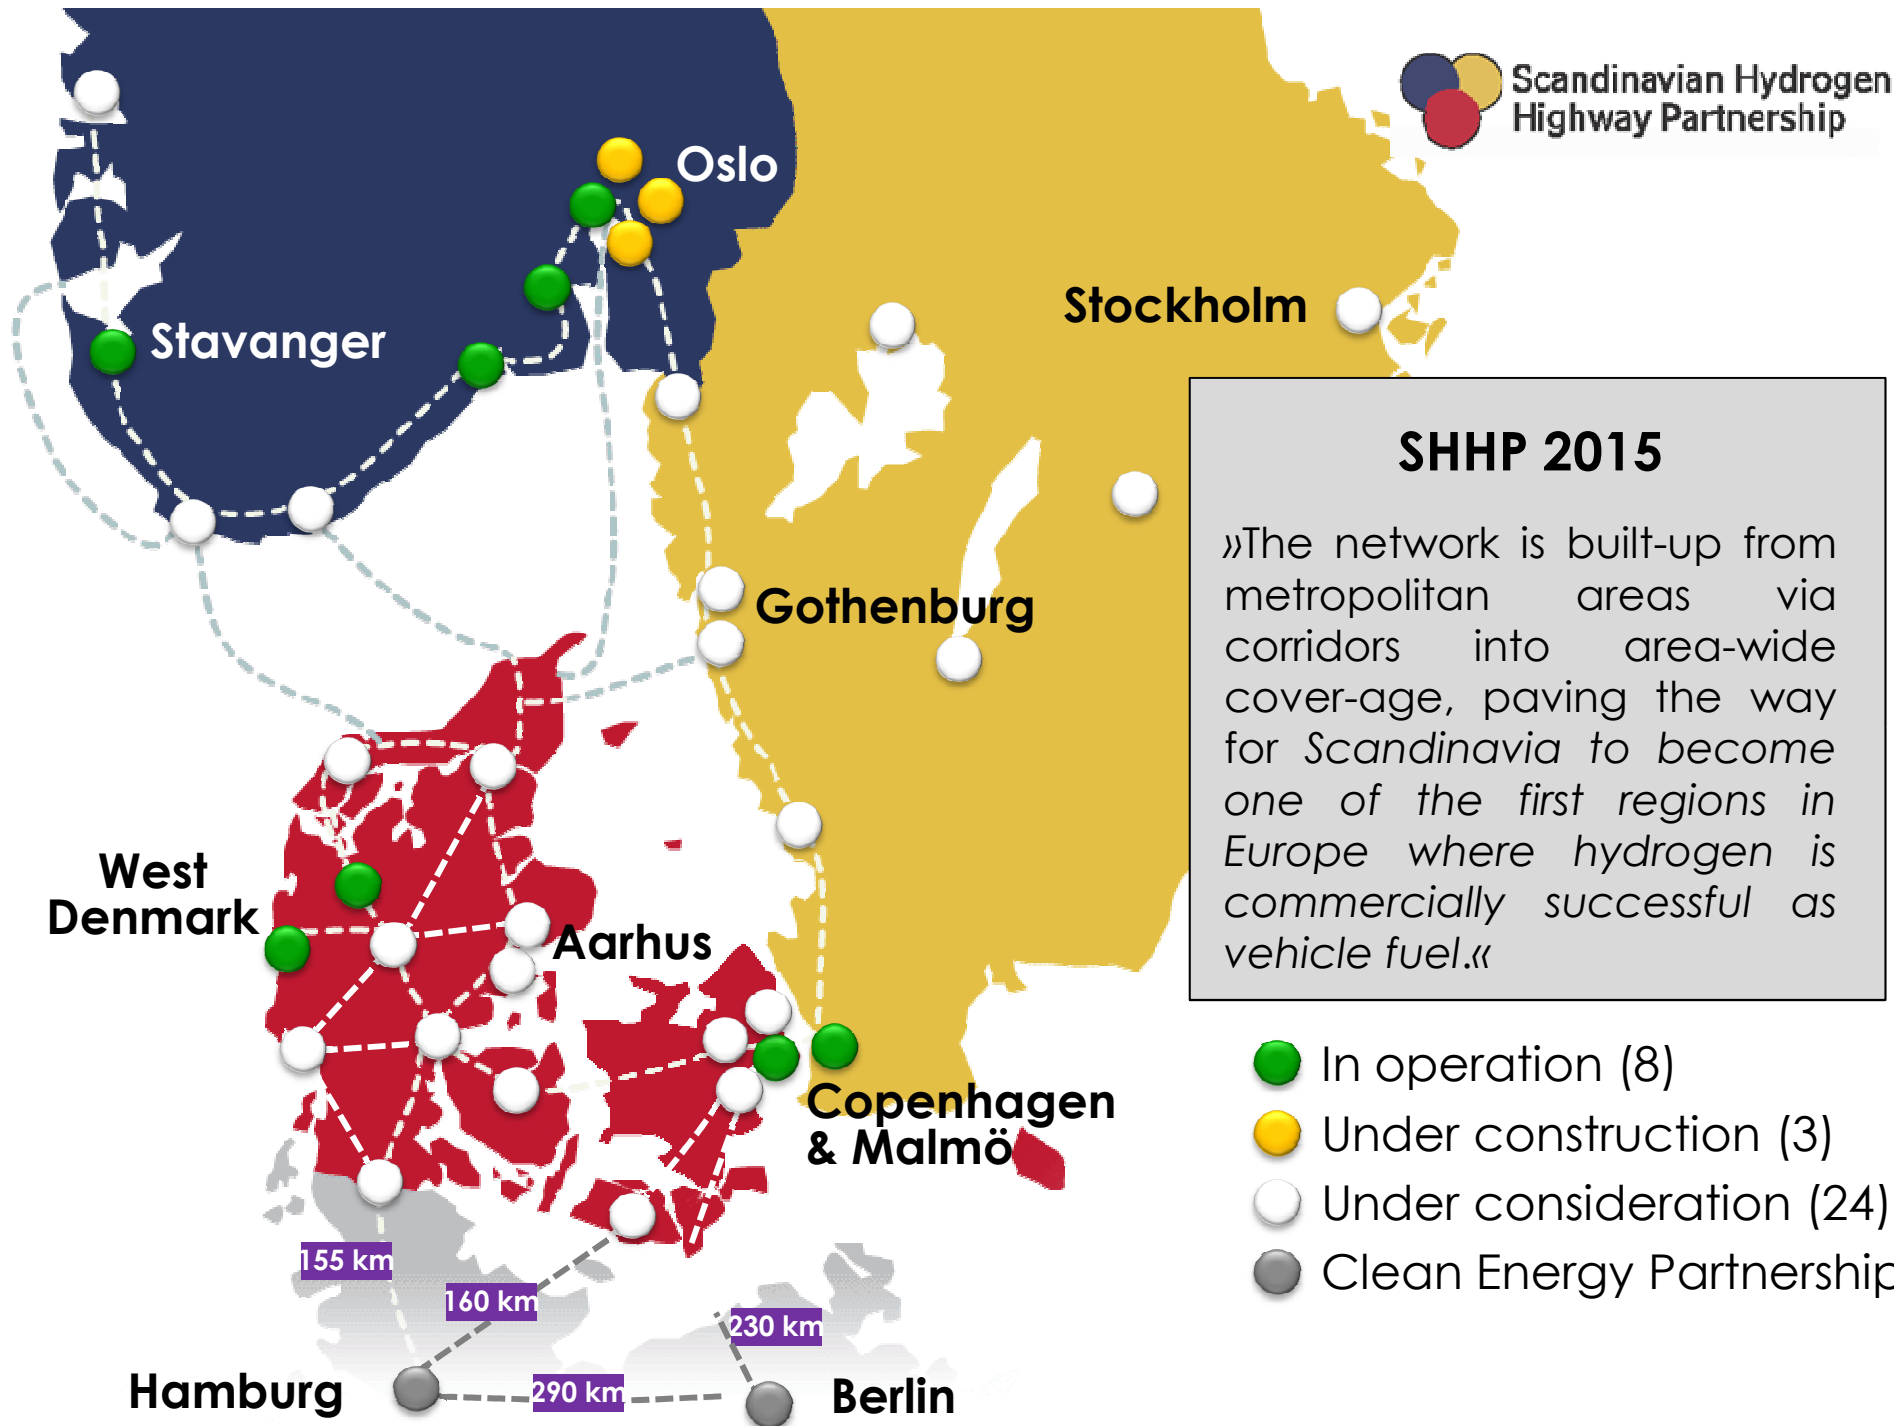 Scandinavian Hydrogen
Highway Partnership
Oslo
Stockholm
Stavanger
SHHP 2015
»The network is built-up from
metropolitan areas via
corridors into area-wide
cover-age, paving the way
for Scandinavia to become
one of the first regions in
Europe where hydrogen is
commercially successful as
vehicle fuel.«
Gothenburg
West
Denmark
Aarhus
Copenhagen
& Malmö
In operation (8)
Under construction (3)
Under consideration (24)
Clean Energy Partnership
155 km
160 km
230 km
290 km
Hamburg
Berlin